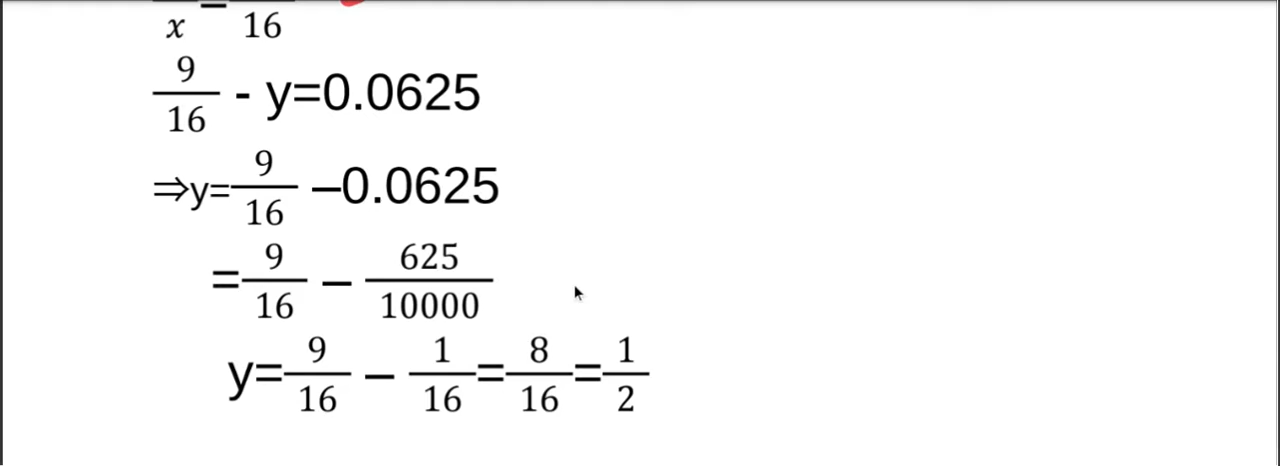 x = 16
9/16 - y=0.0625
⇒y=9/16 –0.0625
=9/16 – 625/10000
y=9/16 – 1/16=8/16=1/2